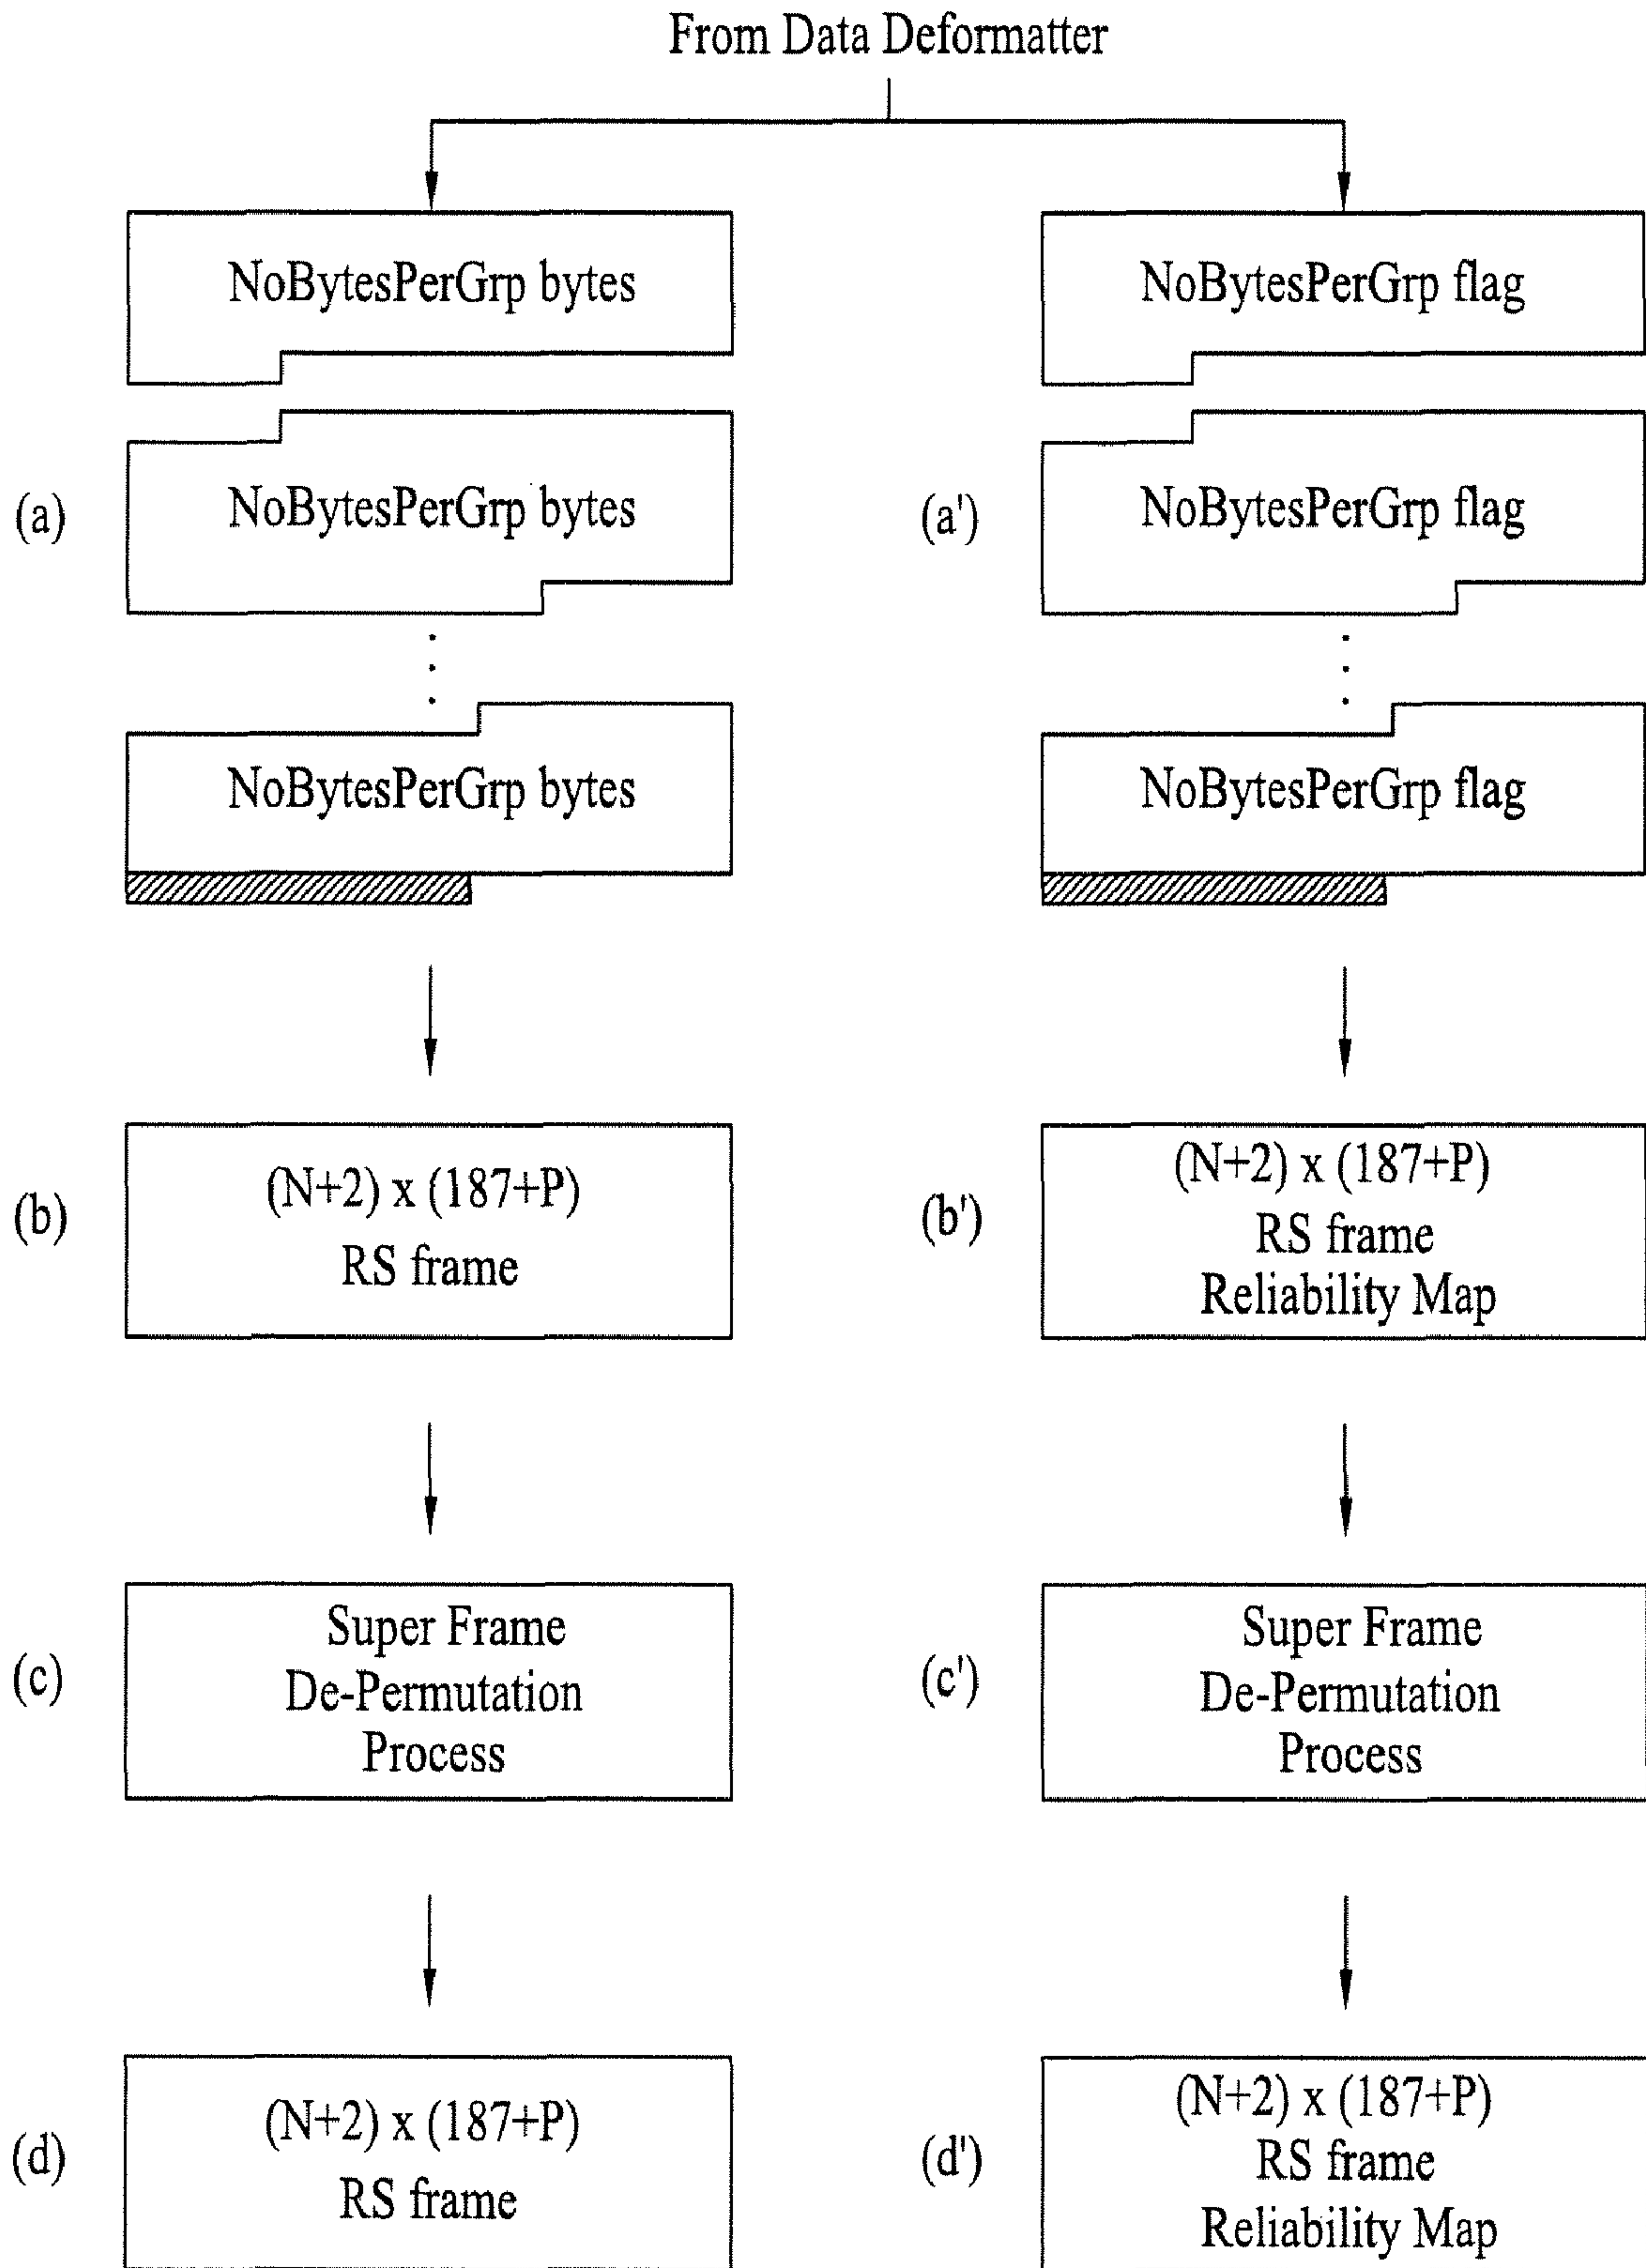 From Data Deformatter
NoBytesPerGrp bytes
NoBytesPerGrp flag
(a)
NoBytesPerGrp bytes
(a')
NoBytesPerGrp flag
NoBytesPerGrp bytes
NoBytesPerGrp flag
(b)
(N+2) x (187+P)
RS frame
(b')
(N+2) x (187+P)
RS frame
Reliability Map
(c)
Super Frame
De-Permutation
Process
(c')
Super Frame
De-Permutation
Process
(d)
(N+2) x (187+P)
RS frame
(d')
(N+2) x (187+P)
RS frame
Reliability Map